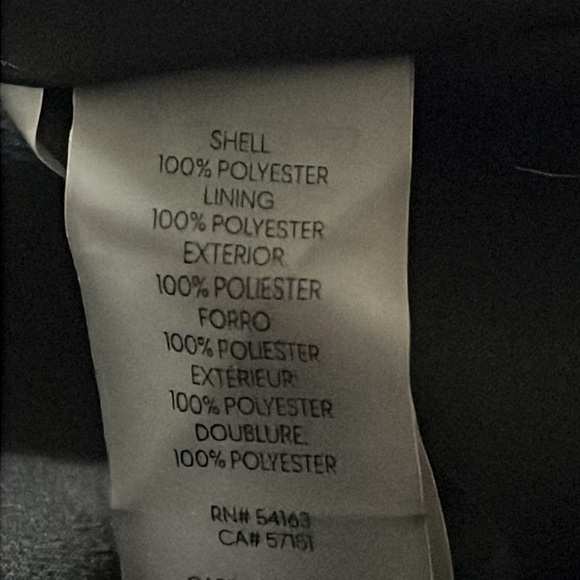 SHELL
100% POLYESTER
LINING
100% POLYESTER
EXTERIOR
100% POLIESTER
FORRO
100% POLIESTER
EXTÉRIEUR
100% POLYESTER
DOUBLURE
100% POLYESTER
RN# 54163
CA# 57151